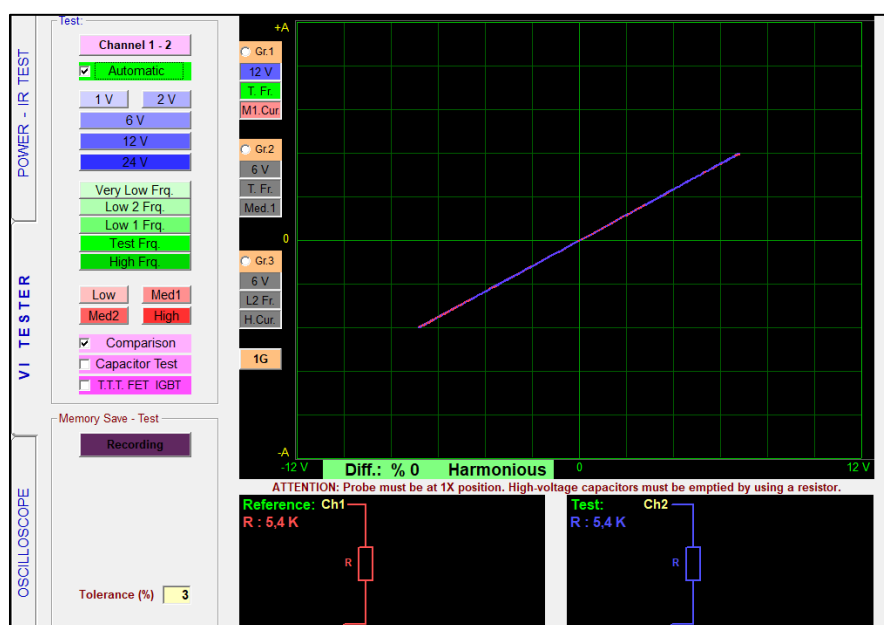 POWER - IR TEST
VI TESTER
OSCILLOSCOPE
Test:
Channel 1 - 2
Automatic
1 V
2 V
6 V
12 V
24 V
Very Low Frq.
Low 2 Frq.
Low 1 Frq.
Test Frq.
High Frq.
Low
Med1
Med2
High
Comparison
Capacitor Test
T.T.T. FET IGBT
Memory Save - Test
Recording
Tolerance (%) 3
Gr.1
12 V
T. Fr.
M1.Cur
Gr.2
6 V
T. Fr.
Med.1
Gr.3
6 V
L2 Fr.
H.Cur.
1G
+A
0
-A
-12 V
0
12 V
Diff.: % 0 Harmonious
ATTENTION: Probe must be at 1X position. High-voltage capacitors must be emptied by using a resistor.
Reference: Ch1
R : 5,4 K
R
Test: Ch2
R : 5,4 K
R